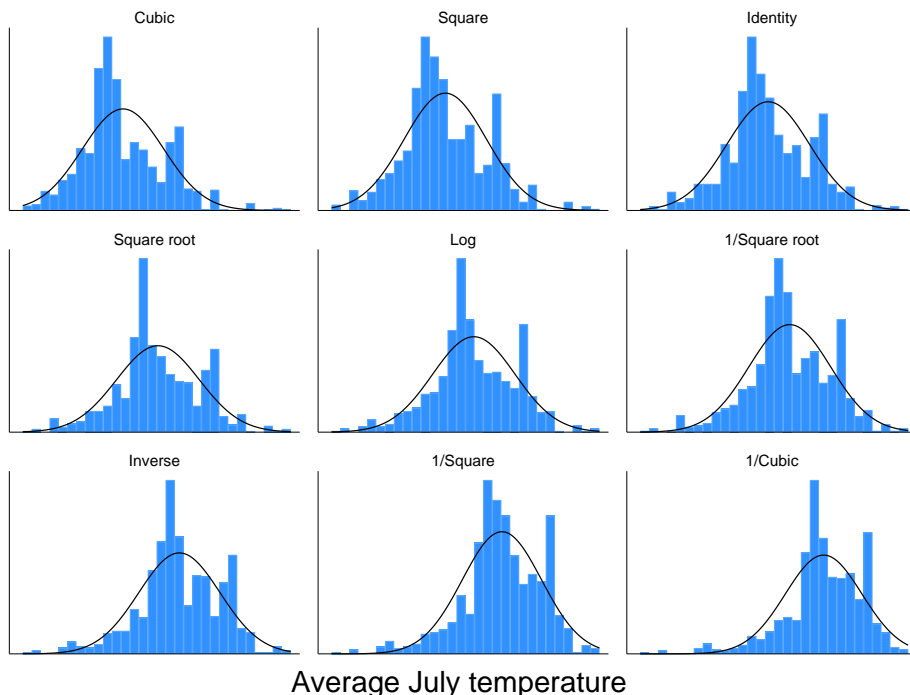 Cubic
Square
Identity
Square root
Log
1/Square root
Inverse
1/Square
1/Cubic
Average July temperature